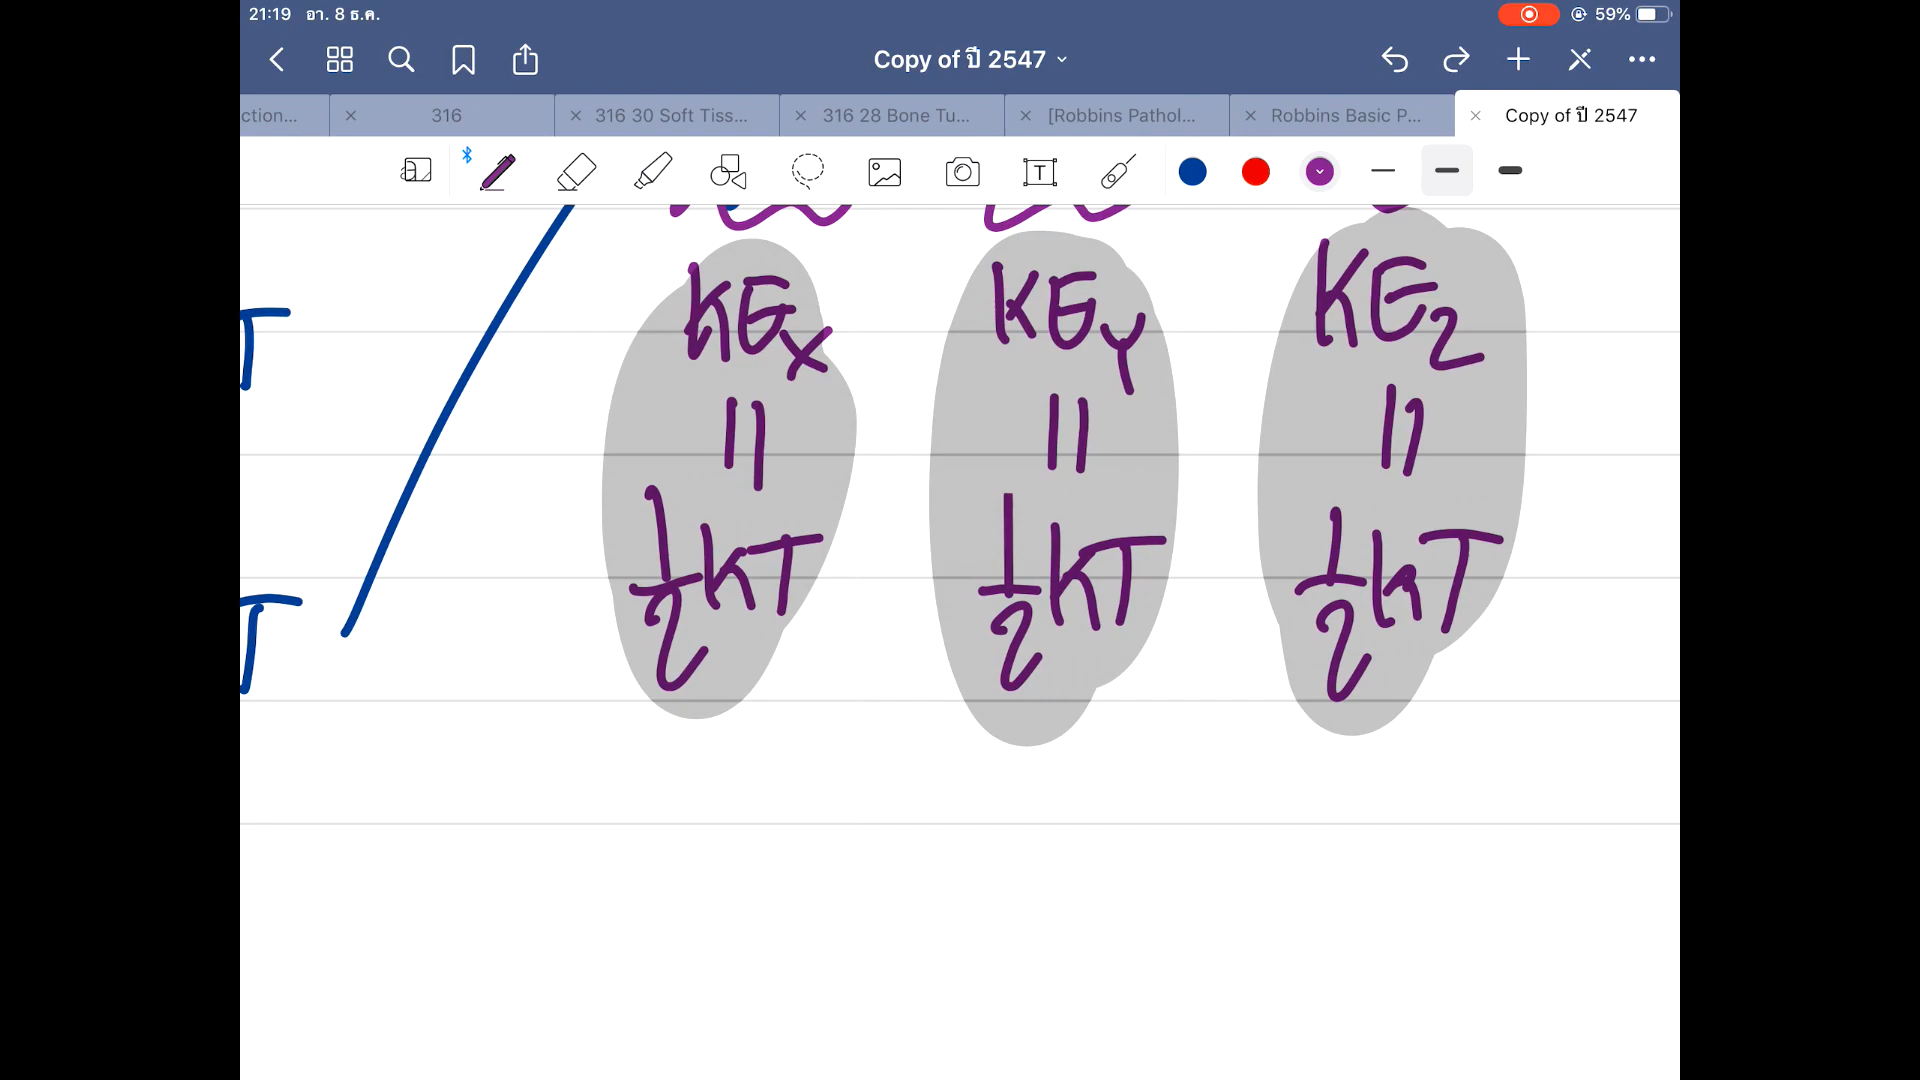 21:19 อา. 8 ธ.ค. 59%
Copy of ปี 2547
ction... 316 316 30 Soft Tiss... 316 28 Bone Tu... [Robbins Pathol... Robbins Basic P... Copy of ปี 2547
T
KEx KEy KEz
= = =
1/2 kT 1/2 kT 1/2 kT
T